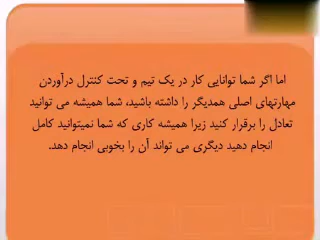 اما اگر شما توانایی کار در یک تیم و تحت کنترل درآوردن
مهارتهای اصلی همدیگر را داشته باشید، شما همیشه می توانید
تعادل را برقرار کنید زیرا همیشه کاری که شما نمیتوانید کامل
انجام دهید دیگری می تواند آن را بخوبی انجام دهد.